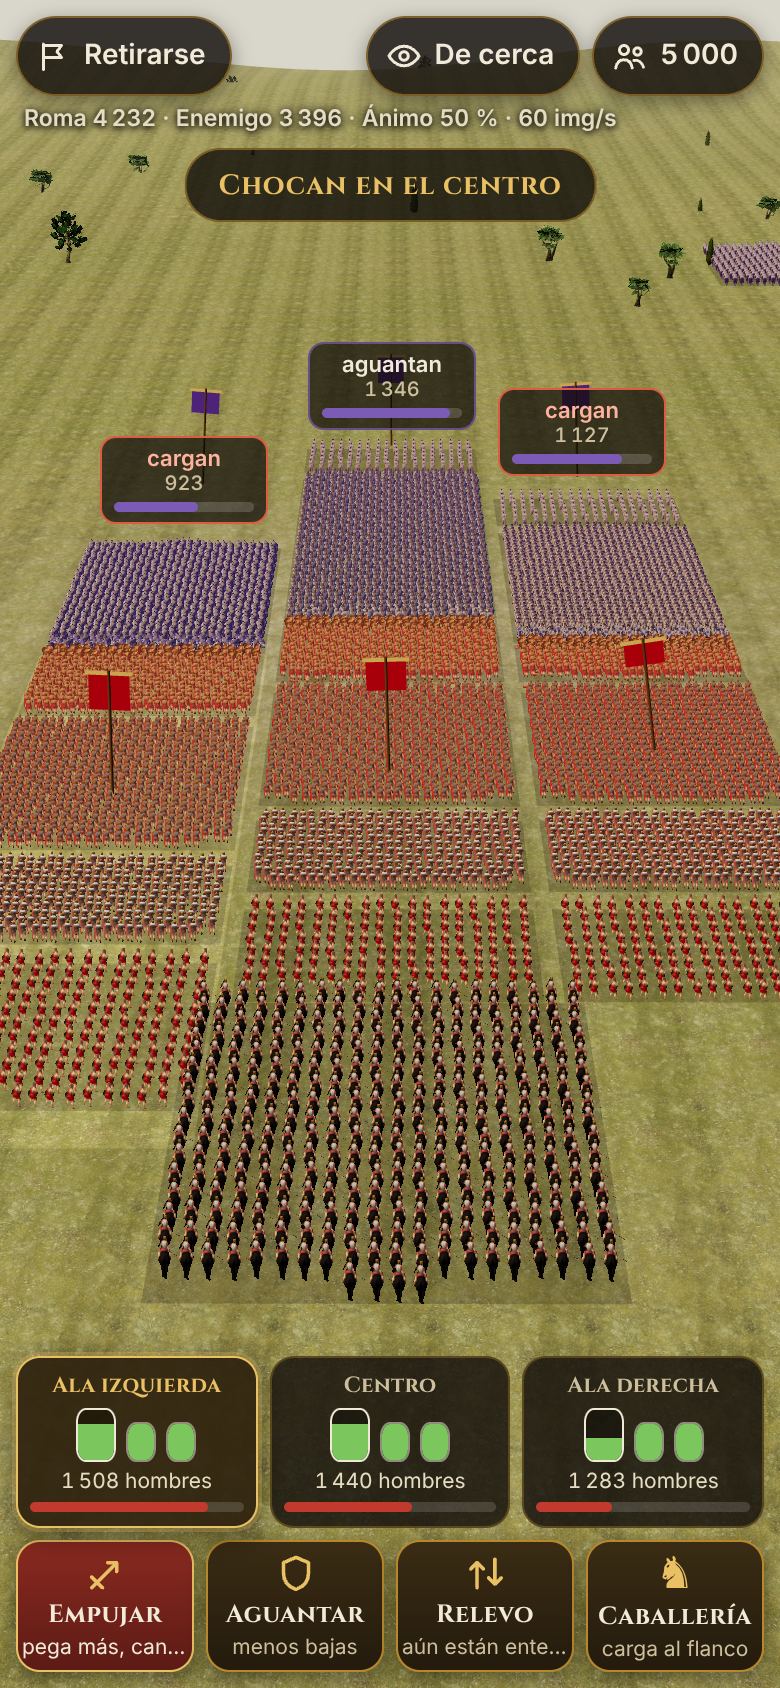 Retirarse
De cerca
5 000
Roma 4 232 · Enemigo 3 396 · Ánimo 50 % · 60 img/s
Chocan en el centro
aguantan
1 346
cargan
1 127
cargan
923
Ala izquierda
1 508 hombres
Centro
1 440 hombres
Ala derecha
1 283 hombres
Empujar
pega más, can...
Aguantar
menos bajas
Relevo
aún están ente...
Caballería
carga al flanco